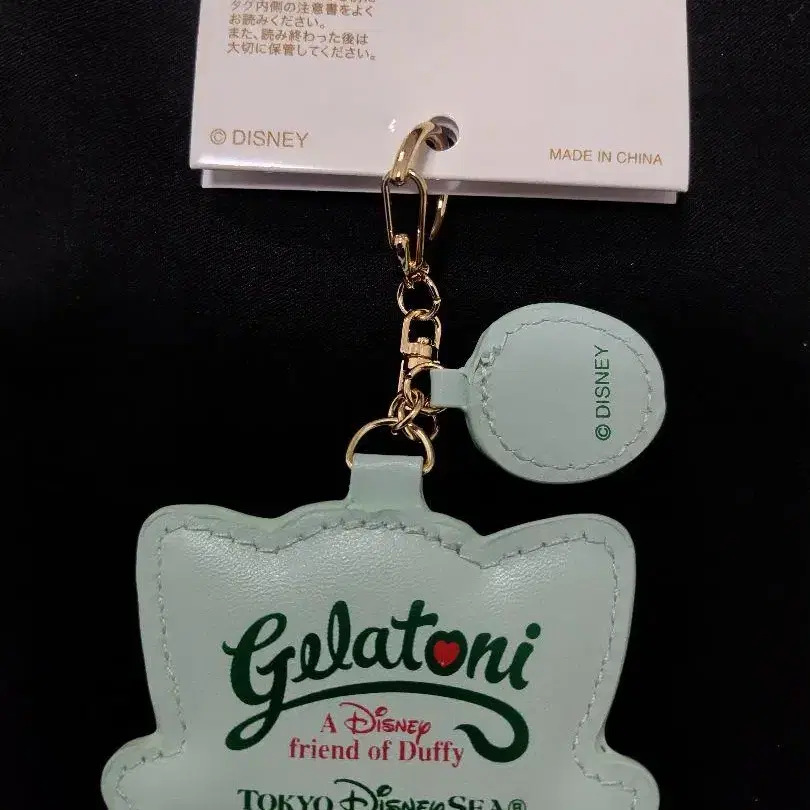 タグ内側の注意書をよく
お読みください。
また、読み終わった後は
大切に保管してください。
© DISNEY
MADE IN CHINA
© DISNEY
Gelatoni
A Disney
friend of Duffy
TOKYO DISNEYSEA®